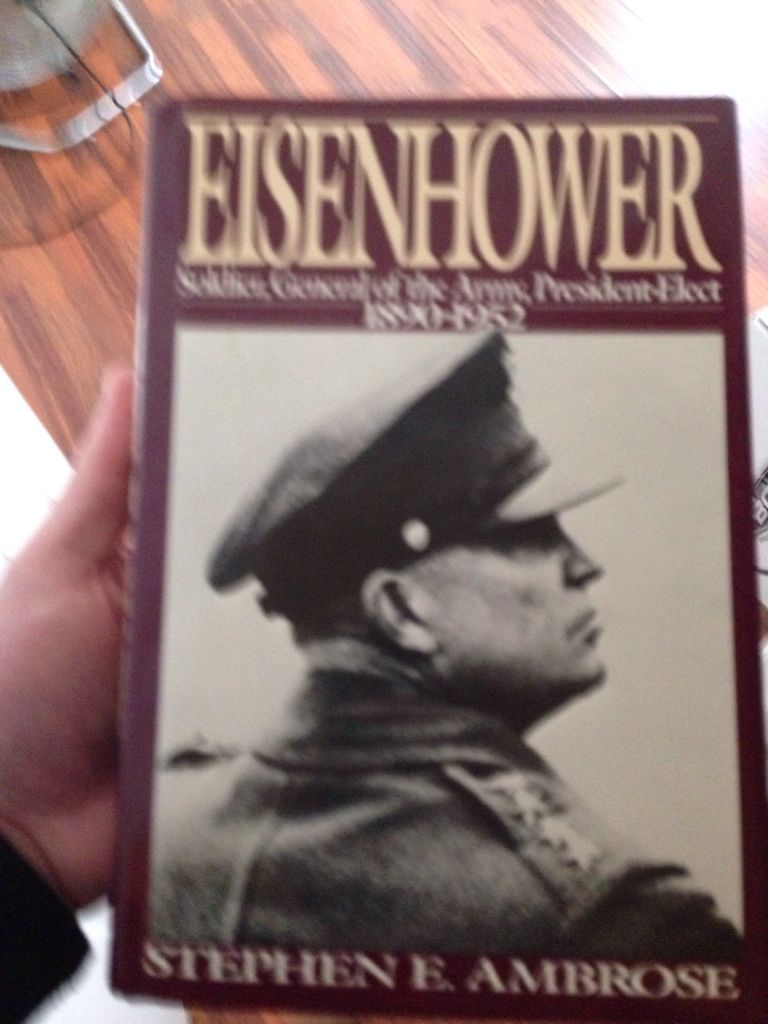 EISENHOWER
Soldier, General of the Army, President-Elect
1890-1952
STEPHEN E. AMBROSE